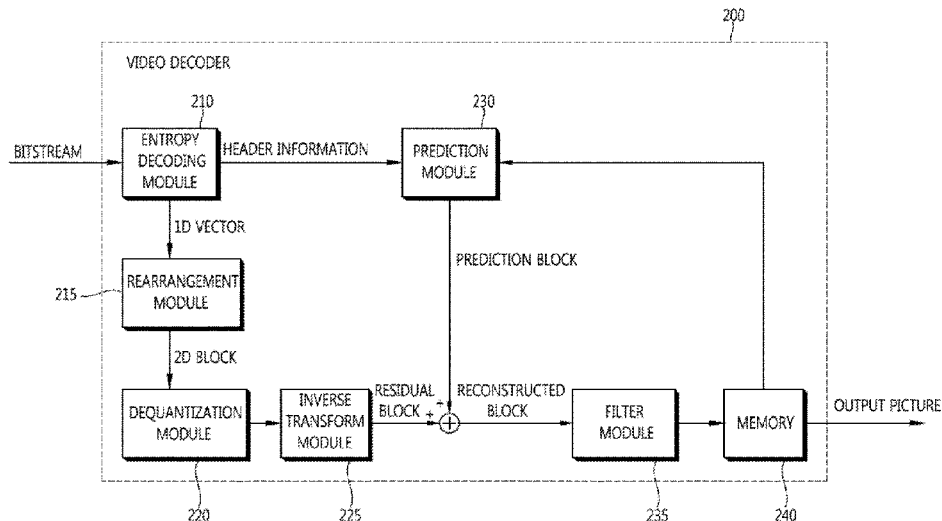 200
VIDEO DECODER
210
230
BITSTREAM
ENTROPY
DECODING
MODULE
HEADER INFORMATION
PREDICTION
MODULE
1D VECTOR
PREDICTION BLOCK
215
REARRANGEMENT
MODULE
2D BLOCK
DEQUANTIZATION
MODULE
INVERSE
TRANSFORM
MODULE
RESIDUAL
BLOCK
+
+
RECONSTRUCTED
BLOCK
FILTER
MODULE
MEMORY
OUTPUT PICTURE
220
225
235
240